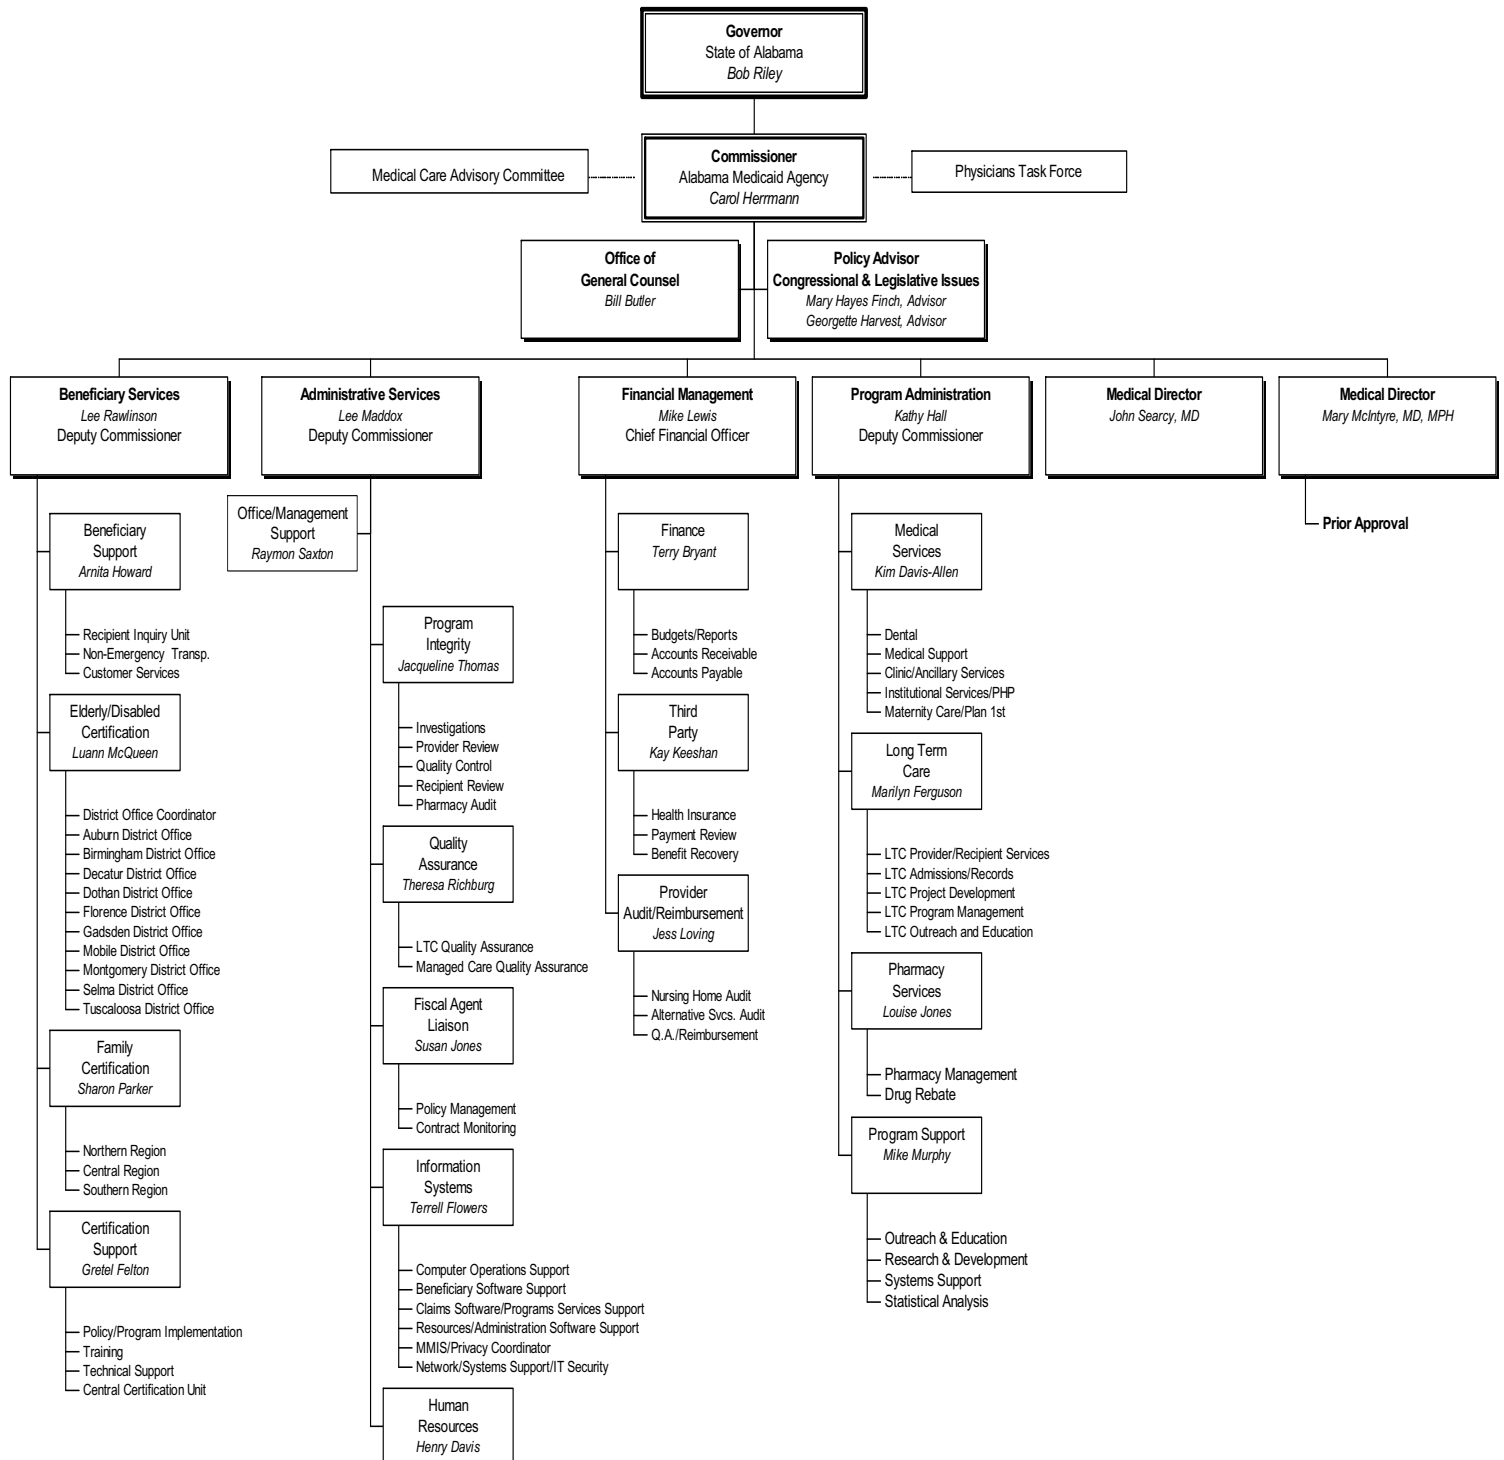 Governor
State of Alabama
Bob Riley
Medical Care Advisory Committee
Commissioner
Alabama Medicaid Agency
Carol Herrmann
Physicians Task Force
Office of
General Counsel
Bill Butler
Policy Advisor
Congressional & Legislative Issues
Mary Hayes Finch, Advisor
Georgette Harvest, Advisor
Beneficiary Services
Lee Rawlinson
Deputy Commissioner
Administrative Services
Lee Maddox
Deputy Commissioner
Financial Management
Mike Lewis
Chief Financial Officer
Program Administration
Kathy Hall
Deputy Commissioner
Medical Director
John Searcy, MD
Medical Director
Mary McIntyre, MD, MPH
Beneficiary
Support
Arnita Howard
Recipient Inquiry Unit
Non-Emergency Transp.
Customer Services
Elderly/Disabled
Certification
Luann McQueen
District Office Coordinator
Auburn District Office
Birmingham District Office
Decatur District Office
Dothan District Office
Florence District Office
Gadsden District Office
Mobile District Office
Montgomery District Office
Selma District Office
Tuscaloosa District Office
Family
Certification
Sharon Parker
Northern Region
Central Region
Southern Region
Certification
Support
Gretel Felton
Policy/Program Implementation
Training
Technical Support
Central Certification Unit
Office/Management
Support
Raymon Saxton
Program
Integrity
Jacqueline Thomas
Investigations
Provider Review
Quality Control
Recipient Review
Pharmacy Audit
Quality
Assurance
Theresa Richburg
LTC Quality Assurance
Managed Care Quality Assurance
Fiscal Agent
Liaison
Susan Jones
Policy Management
Contract Monitoring
Information
Systems
Terrell Flowers
Computer Operations Support
Beneficiary Software Support
Claims Software/Programs Services Support
Resources/Administration Software Support
MMIS/Privacy Coordinator
Network/Systems Support/IT Security
Human
Resources
Henry Davis
Finance
Terry Bryant
Budgets/Reports
Accounts Receivable
Accounts Payable
Third
Party
Kay Keeshan
Health Insurance
Payment Review
Benefit Recovery
Provider
Audit/Reimbursement
Jess Loving
Nursing Home Audit
Alternative Svcs. Audit
Q.A./Reimbursement
Medical
Services
Kim Davis-Allen
Dental
Medical Support
Clinic/Ancillary Services
Institutional Services/PHP
Maternity Care/Plan 1st
Long Term
Care
Marilyn Ferguson
LTC Provider/Recipient Services
LTC Admissions/Records
LTC Project Development
LTC Program Management
LTC Outreach and Education
Pharmacy
Services
Louise Jones
Pharmacy Management
Drug Rebate
Program Support
Mike Murphy
Outreach & Education
Research & Development
Systems Support
Statistical Analysis
Prior Approval